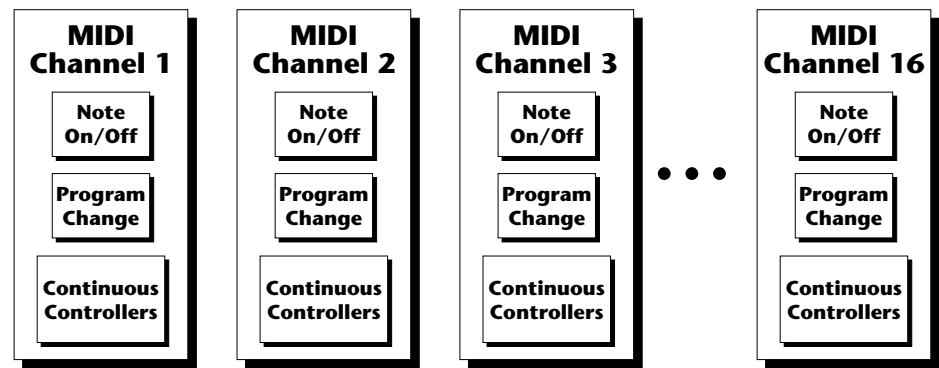 MIDI
Channel 1
Note
On/Off
Program
Change
Continuous
Controllers
MIDI
Channel 2
Note
On/Off
Program
Change
Continuous
Controllers
MIDI
Channel 3
Note
On/Off
Program
Change
Continuous
Controllers
MIDI
Channel 16
Note
On/Off
Program
Change
Continuous
Controllers